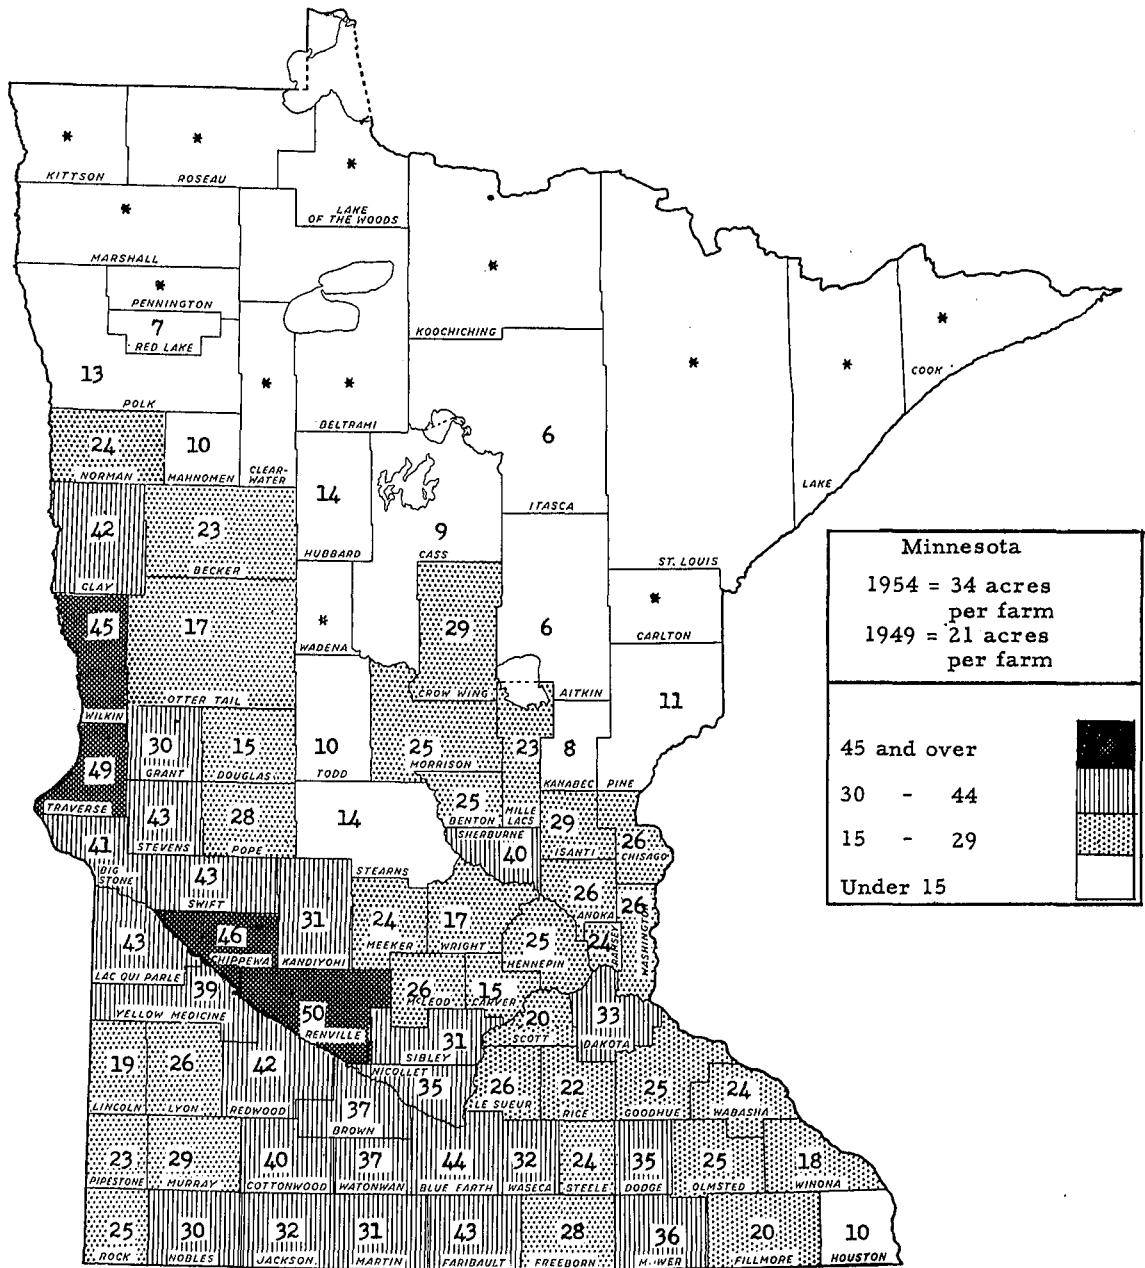 *
*
KITTSON
ROSEAU
*
LAKE
OF THE WOODS
*
MARSHALL
*
PENNINGTON
7
RED LAKE
*
KOOCHICHING
*
COOK
*
LAKE
*
ST. LOUIS
13
POLK
*
CLEAR-
WATER
*
BELTRAMI
24
NORMAN
10
MAHNOMEN
14
HUBBARD
9
CASS
6
ITASCA
42
CLAY
23
BECKER
45
WILKIN
17
OTTER TAIL
*
WADENA
29
CROW WING
6
AITKIN
*
CARLTON
11
PINE
Minnesota
1954 = 34 acres
per farm
1949 = 21 acres
per farm
45 and over
30 - 44
15 - 29
Under 15
49
TRAVERSE
30
GRANT
15
DOUGLAS
10
TODD
25
MORRISON
23
MILLE
LACS
8
KANABEC
41
BIG
STONE
43
STEVENS
28
POPE
14
STEARNS
25
BENTON
SHERBURNE
40
29
ISANTI
26
CHISAGO
43
SWIFT
46
CHIPPEWA
31
KANDIYOHI
24
MEEKER
17
WRIGHT
26
ANOKA
25
HENNEPIN
24
RAMSEY
26
WASHINGTON
43
LAC QUI PARLE
39
YELLOW MEDICINE
50
RENVILLE
26
McLEOD
15
CARVER
20
SCOTT
33
DAKOTA
31
SIBLEY
NICOLLET
35
19
LINCOLN
26
LYON
42
REDWOOD
37
BROWN
26
LE SUEUR
22
RICE
25
GOODHUE
24
WABASHA
23
PIPESTONE
29
MURRAY
40
COTTONWOOD
37
WATONWAN
44
BLUE EARTH
32
WASECA
24
STEELE
35
DODGE
25
OLMSTED
18
WINONA
25
ROCK
30
NOBLES
32
JACKSON
31
MARTIN
43
FARIBAULT
28
FREEBORN
36
MOWER
20
FILLMORE
10
HOUSTON